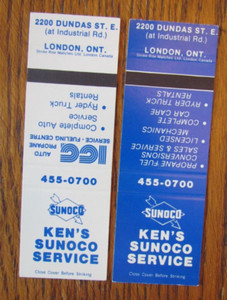 2200 DUNDAS ST. E.
(at Industrial Rd.)
LONDON, ONT.
• Complete Auto
Service
• Ryder Truck
Rentals
ICG
AUTO
PROPANE
FUELING CENTRE
455-0700
SUNOCO
KEN'S
SUNOCO
SERVICE
Close Cover Before Striking
2200 DUNDAS ST. E.
(at Industrial Rd.)
LONDON, ONT.
• PROPANE FUEL
CONVERSIONS
SALES & SERVICE
• LICENSED
MECHANICS
• COMPLETE
CAR CARE
• RYDER TRUCK
RENTALS
455-0700
SUNOCO
KEN'S
SUNOCO
SERVICE
Close Cover Before Striking